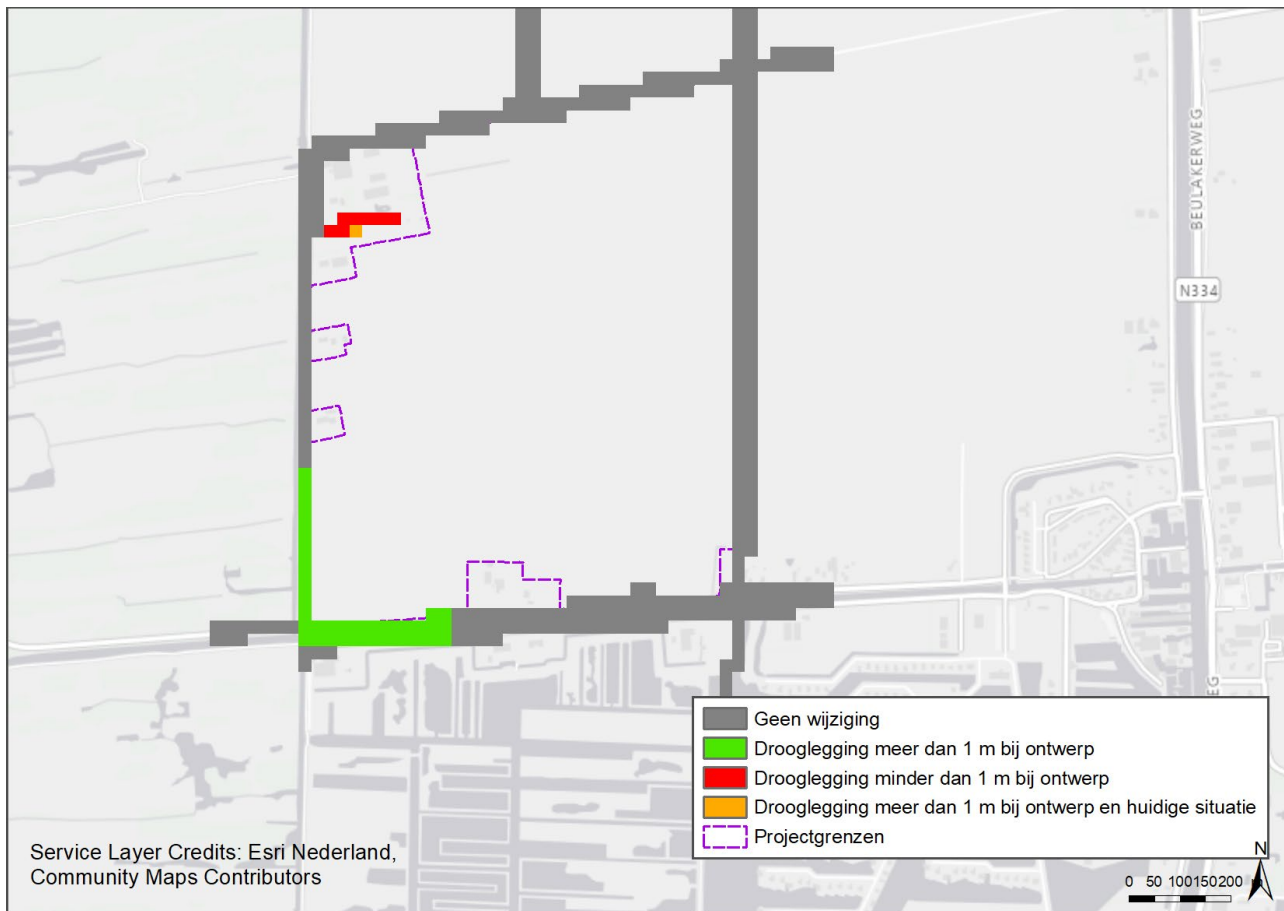 BEULAKERWEG
N334
EG
Geen wijziging
Drooglegging meer dan 1 m bij ontwerp
Drooglegging minder dan 1 m bij ontwerp
Drooglegging meer dan 1 m bij ontwerp en huidige situatie
Projectgrenzen
Service Layer Credits: Esri Nederland,
Community Maps Contributors
N
0 50 100150200 m